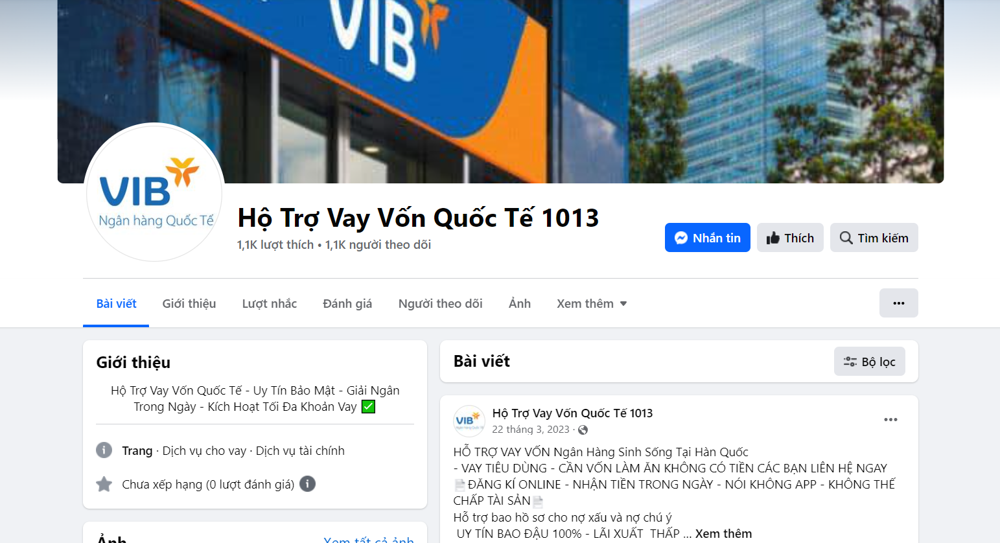 VIB
VIB
Ngân hàng Quốc Tế
Hộ Trợ Vay Vốn Quốc Tế 1013
1,1K lượt thích • 1,1K người theo dõi
Nhắn tin
Thích
Tìm kiếm
Bài viết
Giới thiệu
Lượt nhắc
Đánh giá
Người theo dõi
Ảnh
Xem thêm
Giới thiệu
Hộ Trợ Vay Vốn Quốc Tế - Uy Tín Bảo Mật - Giải Ngân
Trong Ngày - Kích Hoạt Tối Đa Khoản Vay ✅
Trang · Dịch vụ cho vay · Dịch vụ tài chính
Chưa xếp hạng (0 lượt đánh giá)
Ảnh
Xem tất cả ảnh
Bài viết
Bộ lọc
VIB
Ngân hàng Quốc Tế
Hộ Trợ Vay Vốn Quốc Tế 1013
22 tháng 3, 2023 ·
HỖ TRỢ VAY VỐN Ngân Hàng Sinh Sống Tại Hàn Quốc
- VAY TIÊU DÙNG - CẦN VỐN LÀM ĂN KHÔNG CÓ TIỀN CÁC BẠN LIÊN HỆ NGAY
📄ĐĂNG KÍ ONLINE - NHẬN TIỀN TRONG NGÀY - NÓI KHÔNG APP - KHÔNG THẾ
CHẤP TÀI SẢN📄
Hỗ trợ bao hồ sơ cho nợ xấu và nợ chú ý
UY TÍN BAO ĐẬU 100% - LÃI XUẤT THẤP ... Xem thêm